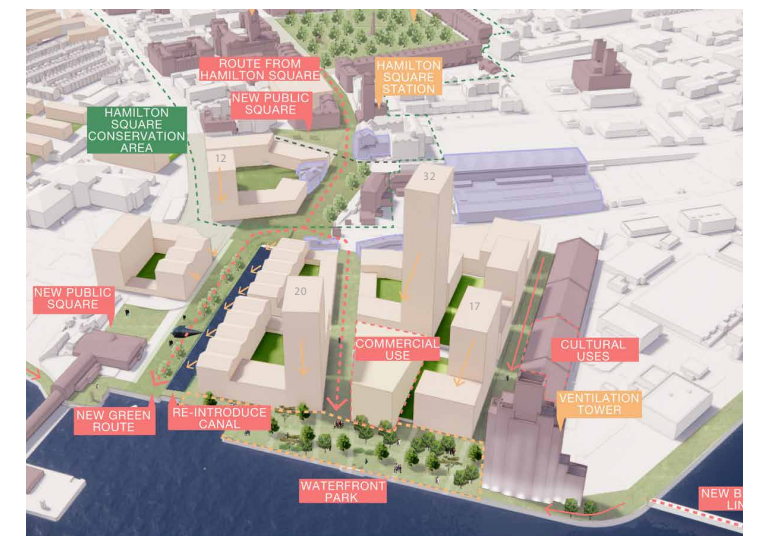 ROUTE FROM
HAMILTON SQUARE
HAMILTON
SQUARE
STATION
NEW PUBLIC
SQUARE
HAMILTON
SQUARE
CONSERVATION
AREA
12
32
20
17
NEW PUBLIC
SQUARE
COMMERCIAL
USE
CULTURAL
USES
VENTILATION
TOWER
NEW GREEN
ROUTE
RE-INTRODUCE
CANAL
WATERFRONT
PARK
NEW B
LIN